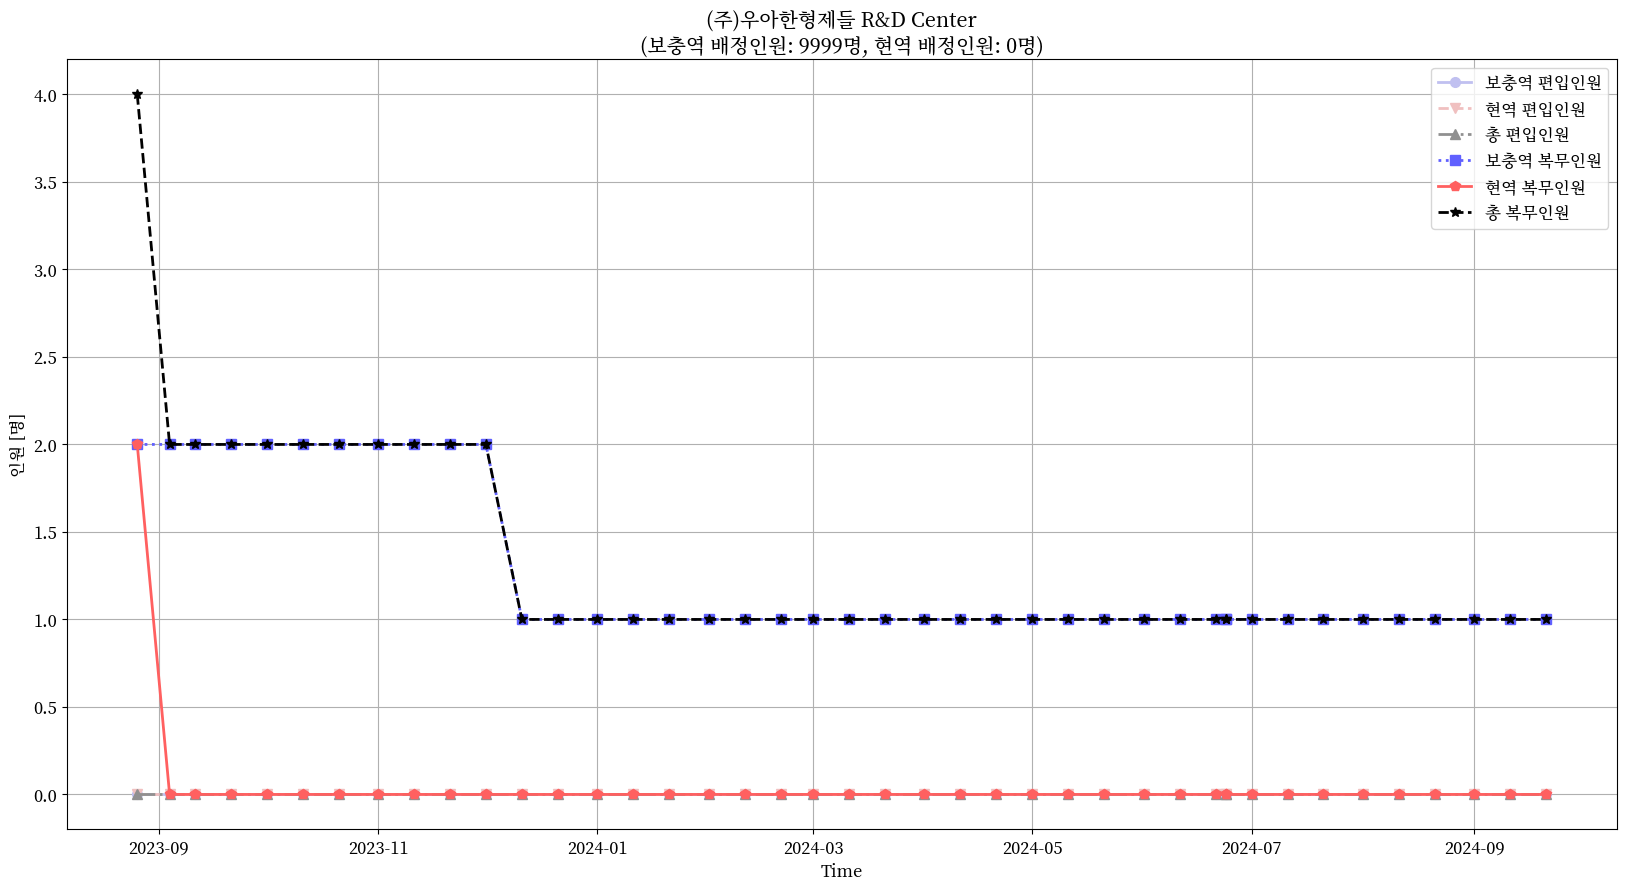 (주)우아한형제들 R&D Center
(보충역 배정인원: 9999명, 현역 배정인원: 0명)
보충역 편입인원
현역 편입인원
총 편입인원
보충역 복무인원
현역 복무인원
총 복무인원
4.0
3.5
3.0
2.5
2.0
1.5
1.0
0.5
0.0
인원 [명]
2023-09
2023-11
2024-01
2024-03
2024-05
2024-07
2024-09
Time